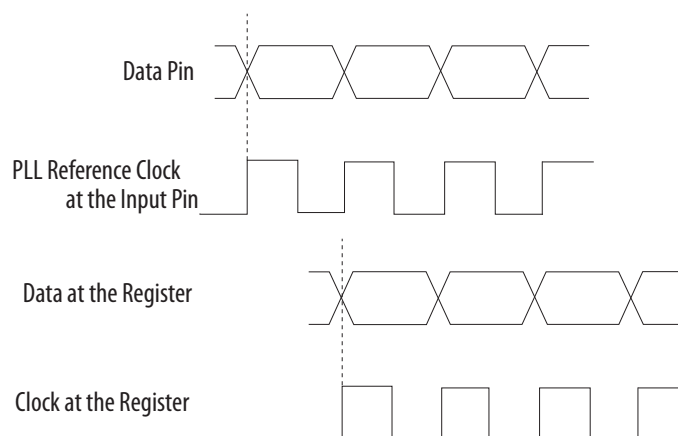 Data Pin
PLL Reference Clock
at the Input Pin
Data at the Register
Clock at the Register